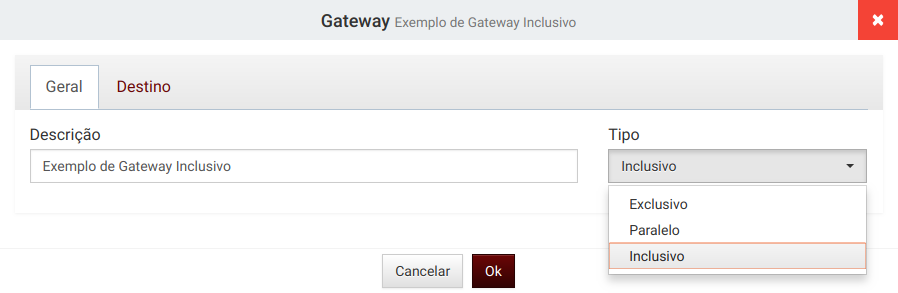 Gateway Exemplo de Gateway Inclusivo
Geral Destino
Descrição Tipo
Exemplo de Gateway Inclusivo Inclusivo
Exclusivo
Paralelo
Inclusivo
Cancelar Ok